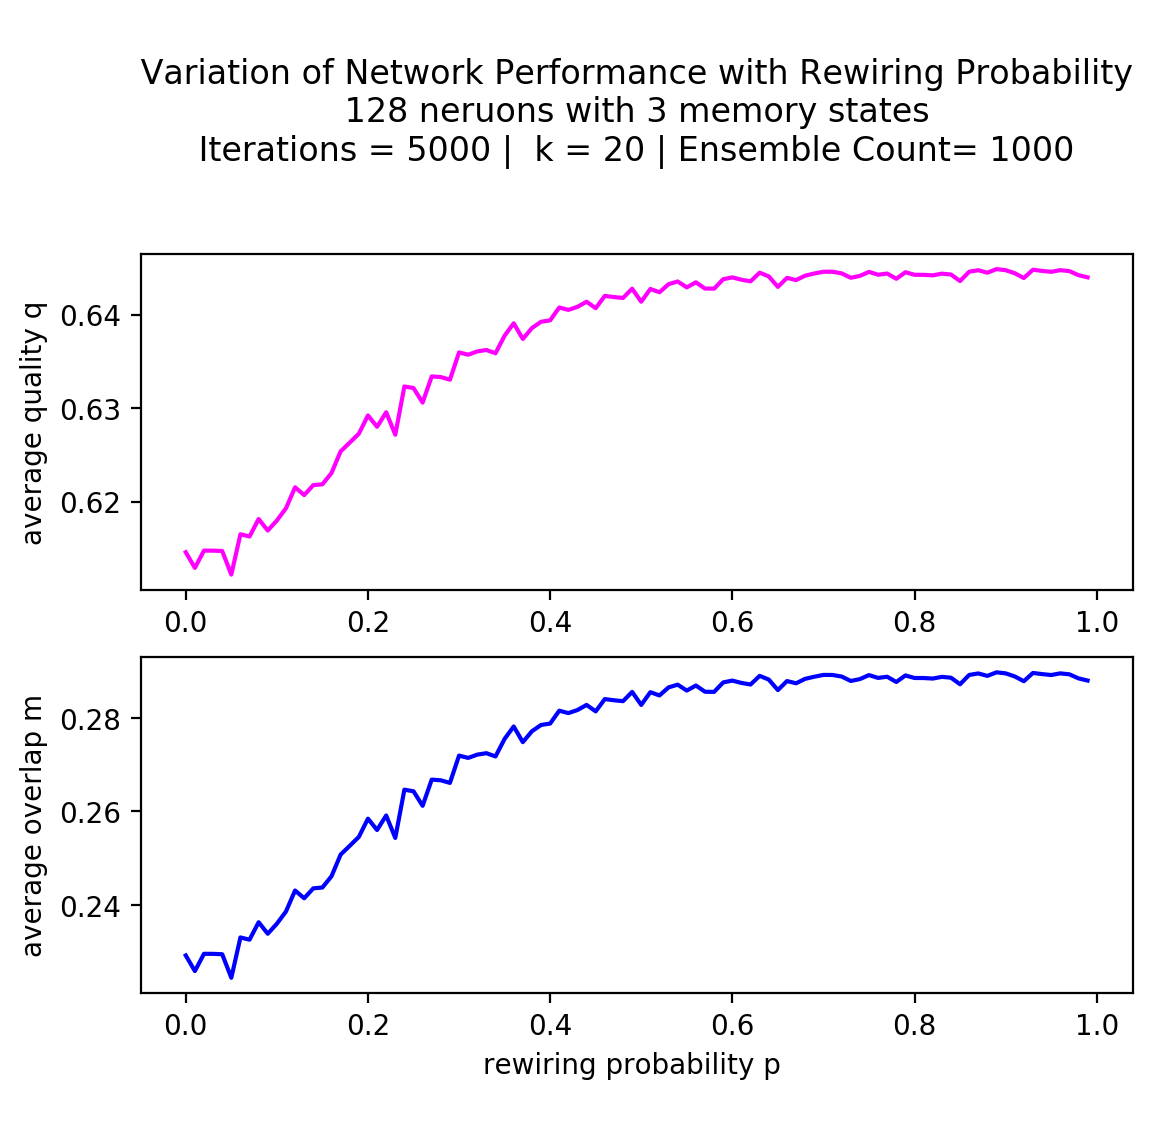 Variation of Network Performance with Rewiring Probability
128 neruons with 3 memory states
Iterations = 5000 |  k = 20 | Ensemble Count= 1000
average quality q
0.64
0.63
0.62
0.0 0.2 0.4 0.6 0.8 1.0
average overlap m
0.28
0.26
0.24
0.0 0.2 0.4 0.6 0.8 1.0
rewiring probability p